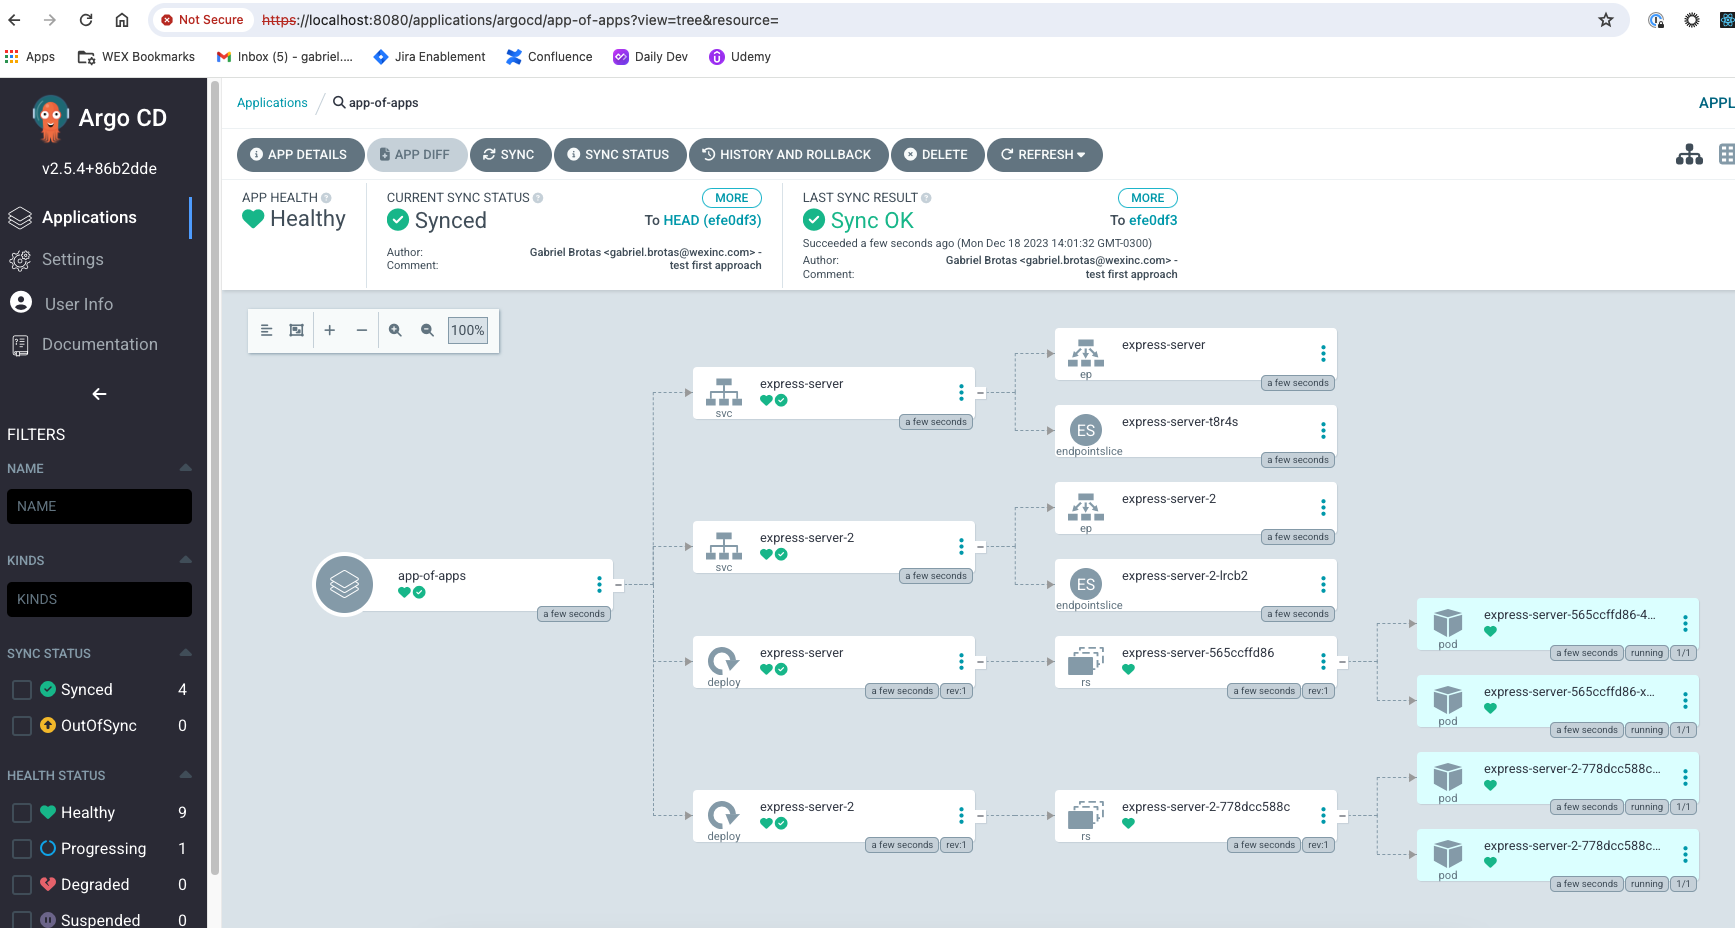 Not Secure https://localhost:8080/applications/argocd/app-of-apps?view=tree&resource=
Apps WEX Bookmarks Inbox (5) - gabriel.... Jira Enablement Confluence Daily Dev Udemy
Argo CD
v2.5.4+86b2dde
Applications
Settings
User Info
Documentation
FILTERS
NAME
NAME
KINDS
KINDS
SYNC STATUS
Synced 4
OutOfSync 0
HEALTH STATUS
Healthy 9
Progressing 1
Degraded 0
Suspended 0
Applications / app-of-apps
APPL
APP DETAILS APP DIFF SYNC SYNC STATUS HISTORY AND ROLLBACK DELETE REFRESH
APP HEALTH
Healthy
CURRENT SYNC STATUS MORE
Synced To HEAD (efe0df3)
Author: Gabriel Brotas <gabriel.brotas@wexinc.com> -
Comment: test first approach
LAST SYNC RESULT MORE
Sync OK To efe0df3
Succeeded a few seconds ago (Mon Dec 18 2023 14:01:32 GMT-0300)
Author: Gabriel Brotas <gabriel.brotas@wexinc.com> -
Comment: test first approach
100%
app-of-apps
a few seconds
express-server
svc
a few seconds
express-server-2
svc
a few seconds
express-server
deploy
a few seconds rev:1
express-server-2
deploy
a few seconds rev:1
express-server
ep
a few seconds
ES
express-server-t8r4s
endpointslice
a few seconds
express-server-2
ep
a few seconds
ES
express-server-2-lrcb2
endpointslice
a few seconds
express-server-565ccffd86
rs
a few seconds rev:1
express-server-2-778dcc588c
rs
a few seconds rev:1
express-server-565ccffd86-4...
pod
a few seconds running 1/1
express-server-565ccffd86-x...
pod
a few seconds running 1/1
express-server-2-778dcc588c...
pod
a few seconds running 1/1
express-server-2-778dcc588c...
pod
a few seconds running 1/1